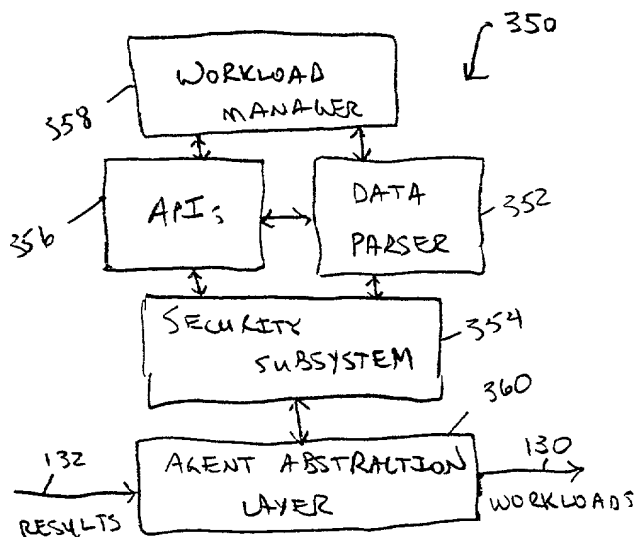 350
WORKLOAD
MANAGER
358
APIs
DATA
PARSER
356
352
SECURITY
SUBSYSTEM
354
360
AGENT ABSTRACTION
LAYER
132
RESULTS
130
WORKLOADS